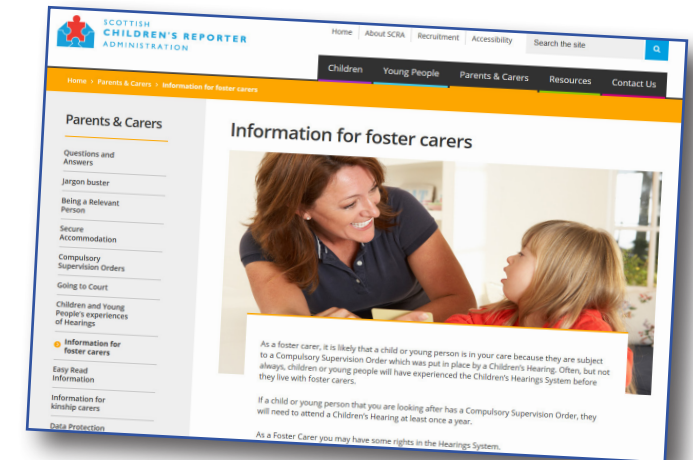 SCOTTISH
CHILDREN'S REPORTER
ADMINISTRATION
Home About SCRA Recruitment Accessibility Search the site
Children Young People Parents & Carers Resources Contact Us
Home › Parents & Carers › Information for foster carers
Parents & Carers
Questions and
Answers
Jargon buster
Being a Relevant
Person
Secure
Accommodation
Compulsory
Supervision Orders
Going to Court
Children and Young
People's experiences
of Hearings
Information for
foster carers
Easy Read
Information
Information for
kinship carers
Data Protection
Information for foster carers
As a foster carer, it is likely that a child or young person is in your care because they are subject
to a Compulsory Supervision Order which was put in place by a Children's Hearing. Often, but not
always, children or young people will have experienced the Children's Hearings System before
they live with foster carers.
If a child or young person that you are looking after has a Compulsory Supervision Order, they
will need to attend a Children's Hearing at least once a year.
As a Foster Carer you may have some rights in the Hearings System.